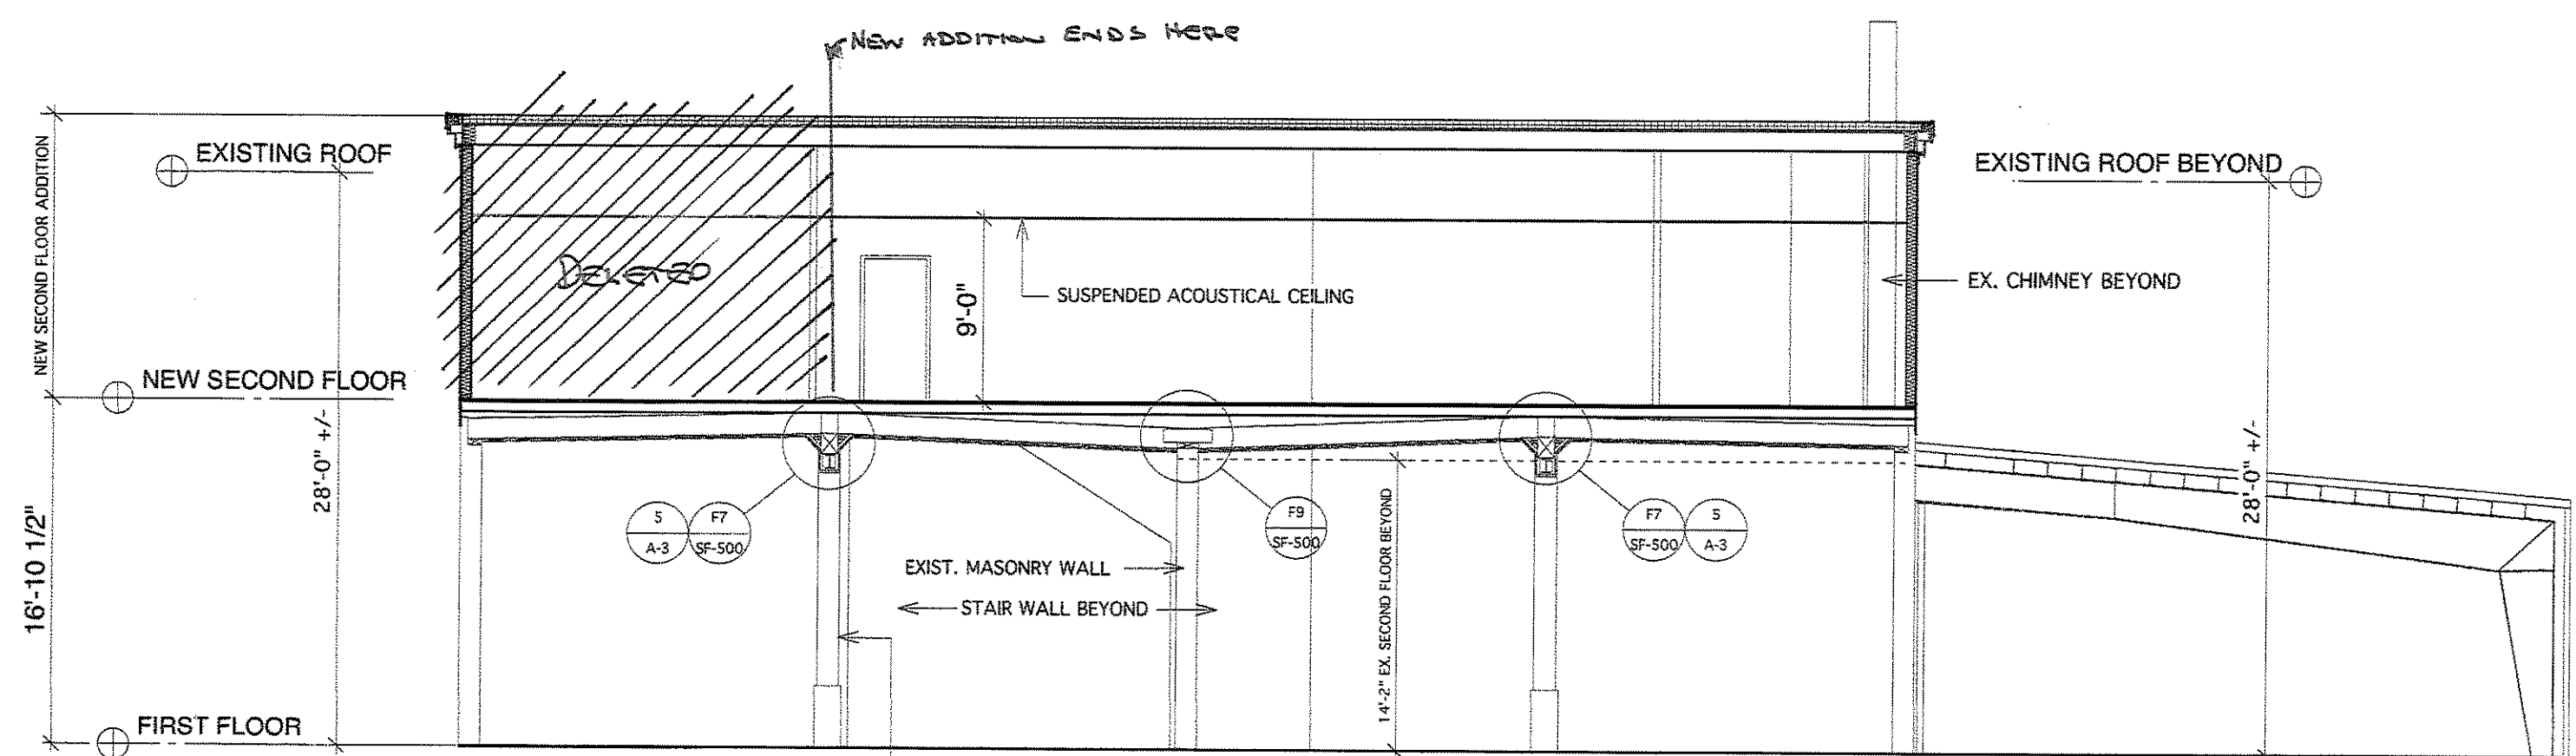 NEW ADDITION ENDS HERE
NEW SECOND FLOOR ADDITION
EXISTING ROOF
EXISTING ROOF BEYOND
DELETED
9'-0"
SUSPENDED ACOUSTICAL CEILING
EX. CHIMNEY BEYOND
NEW SECOND FLOOR
28'-0" +/-
16'-10 1/2"
5
A-3
F7
SF-500
F9
SF-500
F7
SF-500
5
A-3
28'-0" +/-
EXIST. MASONRY WALL
STAIR WALL BEYOND
14'-2" EX. SECOND FLOOR BEYOND
FIRST FLOOR